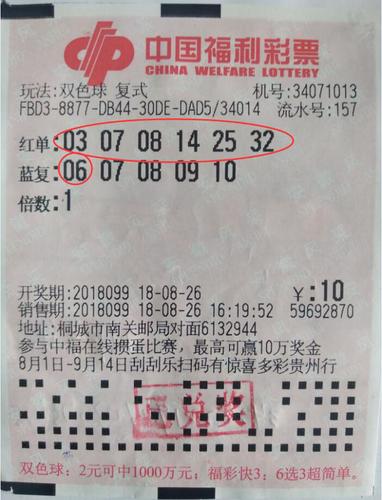 中国福利彩票
CHINA WELFARE LOTTERY
玩法:双色球 复式 机号:34071013
FBD3-8877-DB44-30DE-DAD5/34014 流水号:157
红单:03 07 08 14 25 32
蓝复:06 07 08 09 10
倍数:1
开奖期:2018099 18-08-26 ¥:10
销售期:2018099 18-08-26 16:19:52 59692870
地址:桐城市南关邮局对面6132944
参与中福在线掼蛋比赛，最高可赢10万奖金
8月1日-9月14日刮刮乐扫码有惊喜多彩贵州行
已兑奖
双色球：2元可中1000万元；福彩快3；6选3超简单。